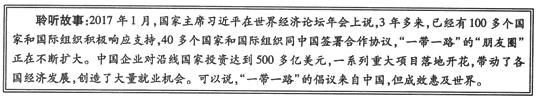 聆听故事:2017年1月,国家主席习近平在世界经济论坛年会上说,3年多来,已经有100多个国
家和国际组织积极响应支持,40多个国家和国际组织同中国签署合作协议,“一带一路”的“朋友圈”
正在不断扩大。中国企业对沿线国家投资达到500多亿美元,一系列重大项目落地开花,带动了各
国经济发展,创造了大量就业机会。可以说,“一带一路”的倡议来自中国,但成效惠及世界。